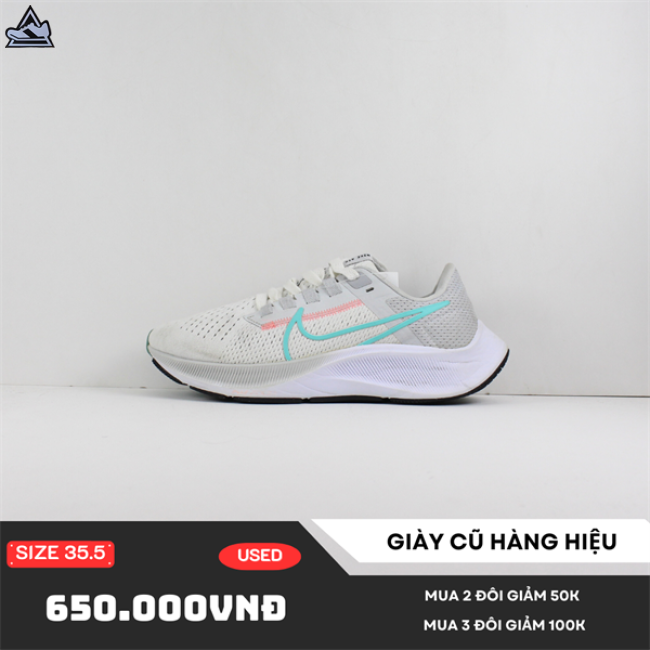 SIZE 35.5
USED
650.000VNĐ
GIÀY CŨ HÀNG HIỆU
MUA 2 ĐÔI GIẢM 50K
MUA 3 ĐÔI GIẢM 100K